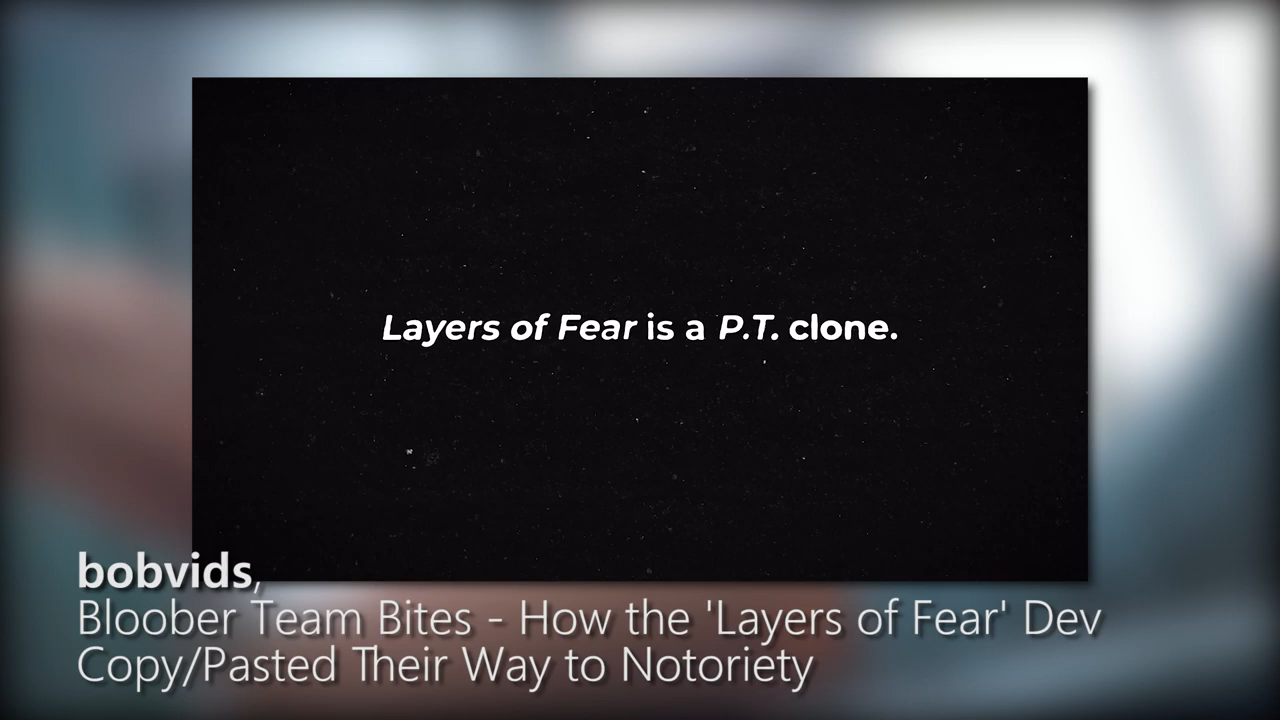 Layers of Fear is a P.T. clone.
bobvids,
Bloober Team Bites - How the 'Layers of Fear' Dev
Copy/Pasted Their Way to Notoriety